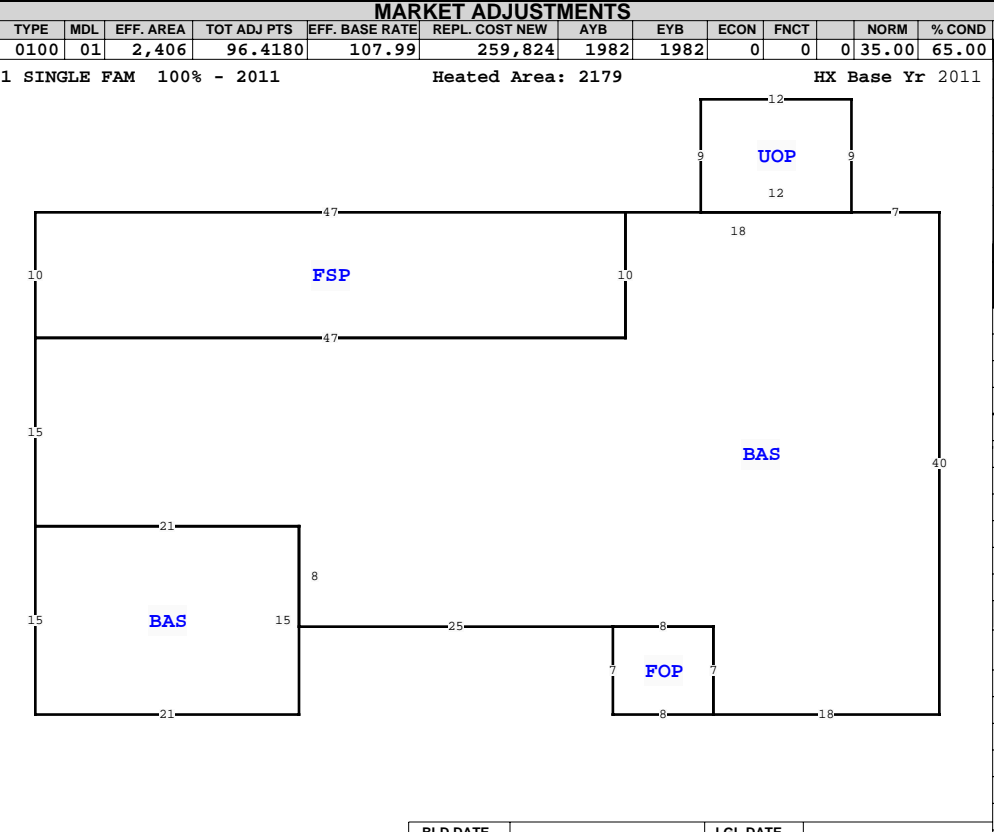 MARKET ADJUSTMENTS
TYPE MDL EFF. AREA TOT ADJ PTS EFF. BASE RATE REPL. COST NEW AYB EYB ECON FNCT NORM % COND
0100 01 2,406 96.4180 107.99 259,824 1982 1982 0 0 0 35.00 65.00
1 SINGLE FAM 100% - 2011 Heated Area: 2179 HX Base Yr 2011
12
9 UOP 9
12
47 7
18
10 FSP 10
47
15
BAS
40
21
8
15 BAS 15
25 8
7 FOP 7
21 8 18
BLD DATE LGL DATE